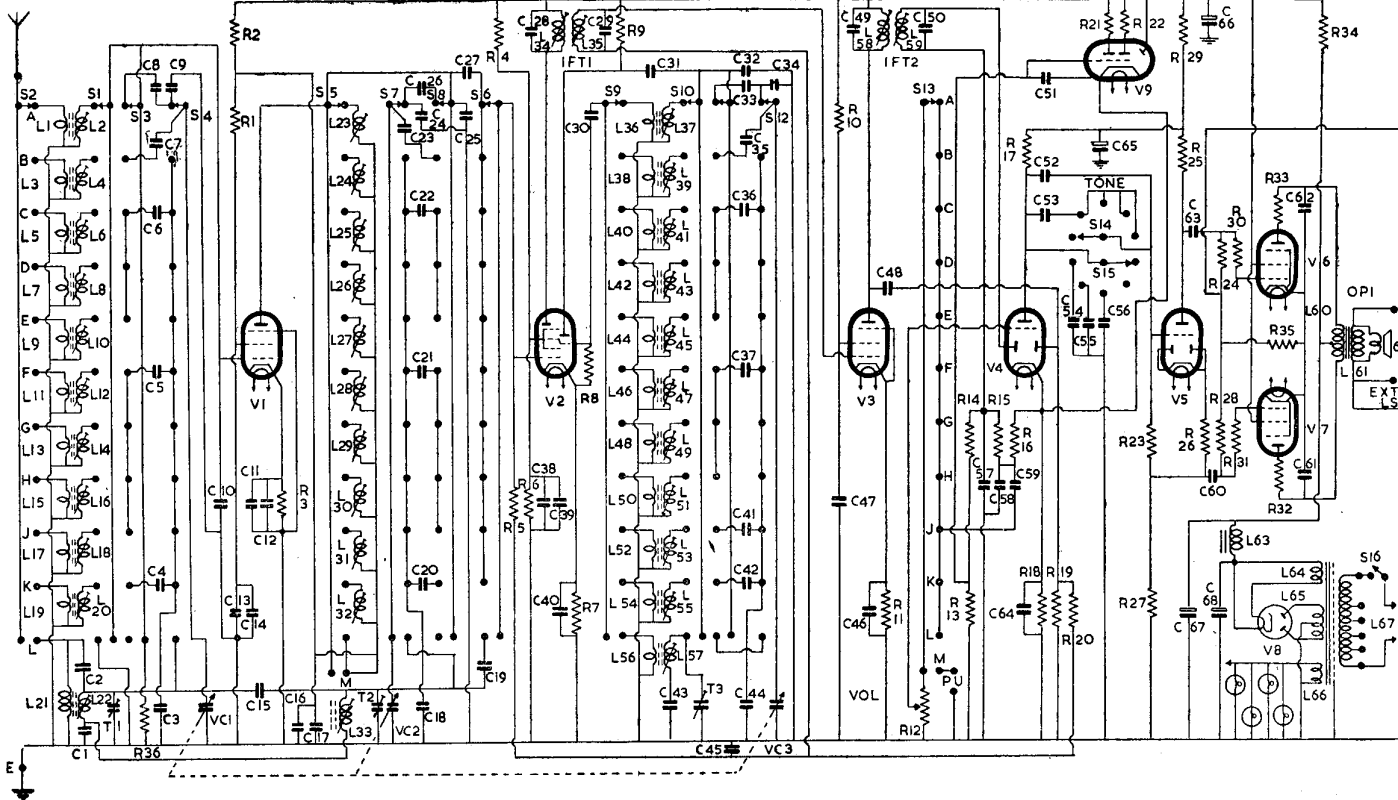 R2
R1
C8 C9
S2 A
S1
S3
S4
L1 L2
C7
B
L3 L4
C
L5 L6
C6
D
L7 L8
E
L9 L10
F
L11 L12
C5
G
L13 L14
H
L15 L16
J
L17 L18
K
L19 L20
C4
L
C2
L21 L22
T1
C1
R36
C3
VC1
C15
E
V1
C10
C11
C12
R3
C13
C14
C16
C17
S5
L23
L24
L25
L26
L27
L28
L29
L30
L31
L32
M
L33
T2
VC2
C18
C19
S7
C26
S8
C24
C23
C25
C27
S6
C22
C21
C20
R4
C28
L34
C29
L35
IFT1
R9
C31
C30
V2
R8
R6
R5
C38
C39
C40
R7
S9
S10
C32
C33
C34
S12
C35
L36 L37
L38 L39
L40 L41
L42 L43
L44 L45
L46 L47
L48 L49
L50 L51
L52 L53
L54 L55
L56 L57
C36
C37
C41
C42
C43
T3
C44
C45
VC3
C49
L58
C50
L59
IFT2
R10
C48
V3
C47
C46
R11
VOL
R12
S13
A
B
C
D
E
F
G
H
J
K
L
M
PU
R13
R14
R15
R16
C57
C58
C59
C51
R17
C52
C53
C65
TONE
S14
S15
C54
C55
C56
V4
R18
R19
R20
C64
R21
R22
V9
R29
C66
R25
C63
R30
R24
V5
R23
R26
R28
R31
C60
R27
R33
C62
V6
L60
R35
OP1
L61
EXT
LS
V7
C61
R32
R34
L63
L64
L65
L66
S16
L67
C67
C68
V8